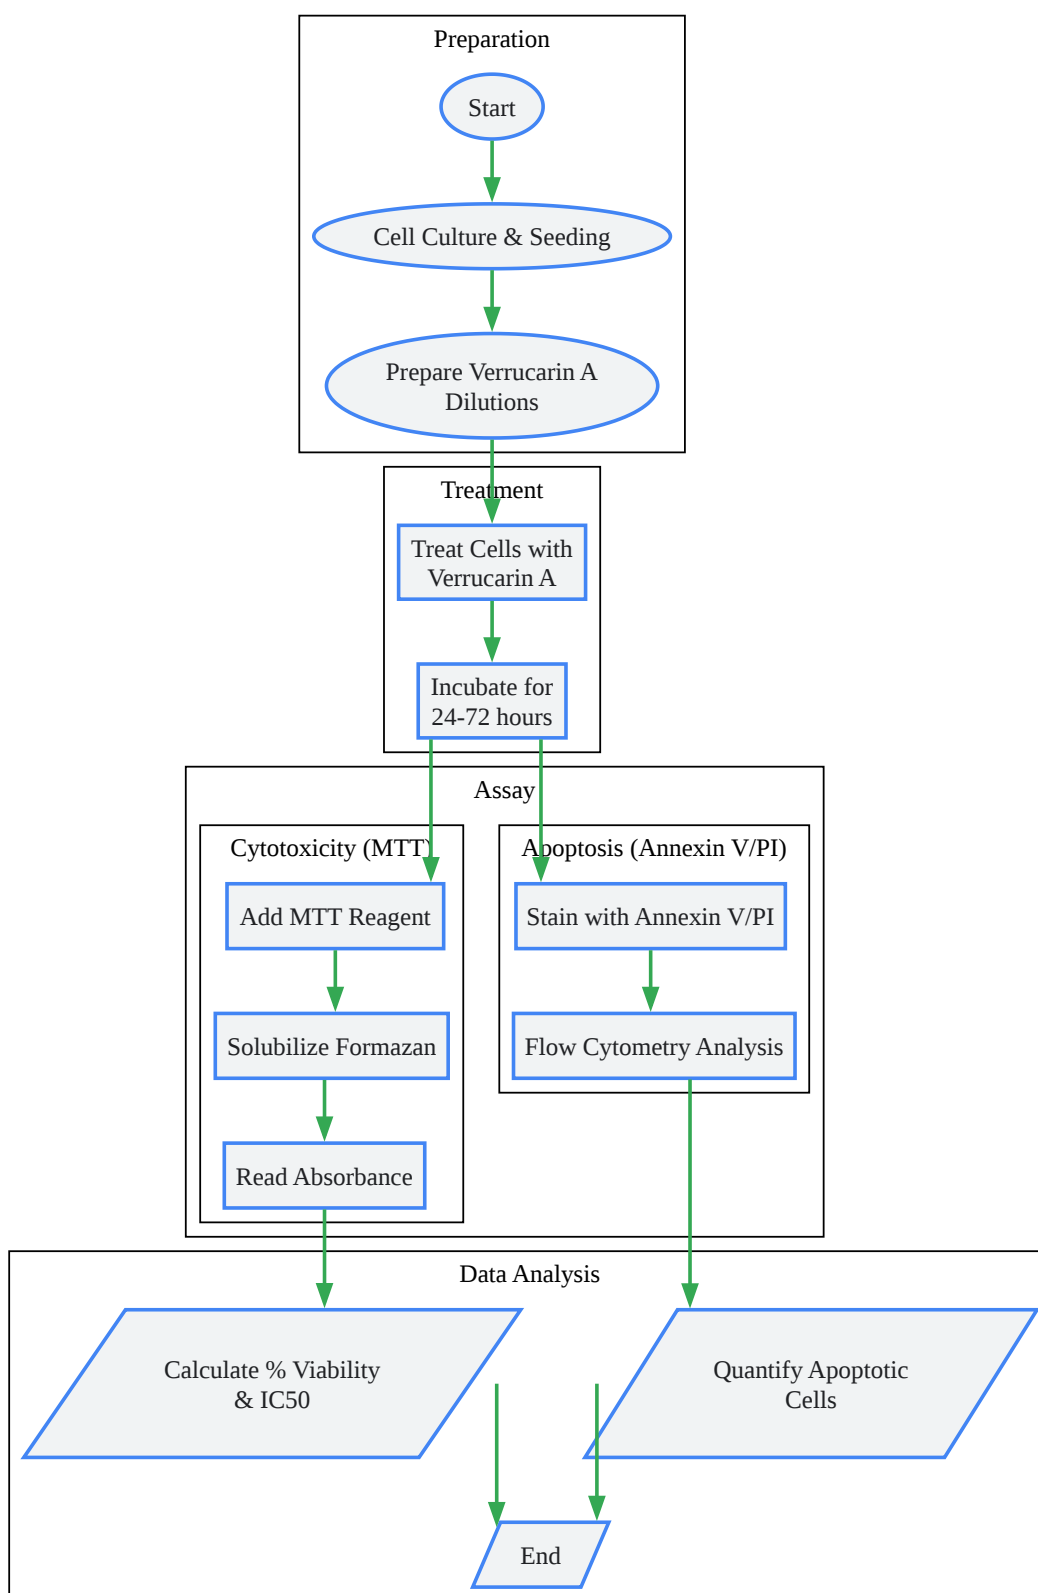 Preparation
Start
Cell Culture & Seeding
Prepare Verrucarin A
Dilutions
Treatment
Treat Cells with
Verrucarin A
Incubate for
24-72 hours
Assay
Cytotoxicity (MTT)
Add MTT Reagent
Solubilize Formazan
Read Absorbance
Apoptosis (Annexin V/PI)
Stain with Annexin V/PI
Flow Cytometry Analysis
Data Analysis
Calculate % Viability
& IC50
Quantify Apoptotic
Cells
End